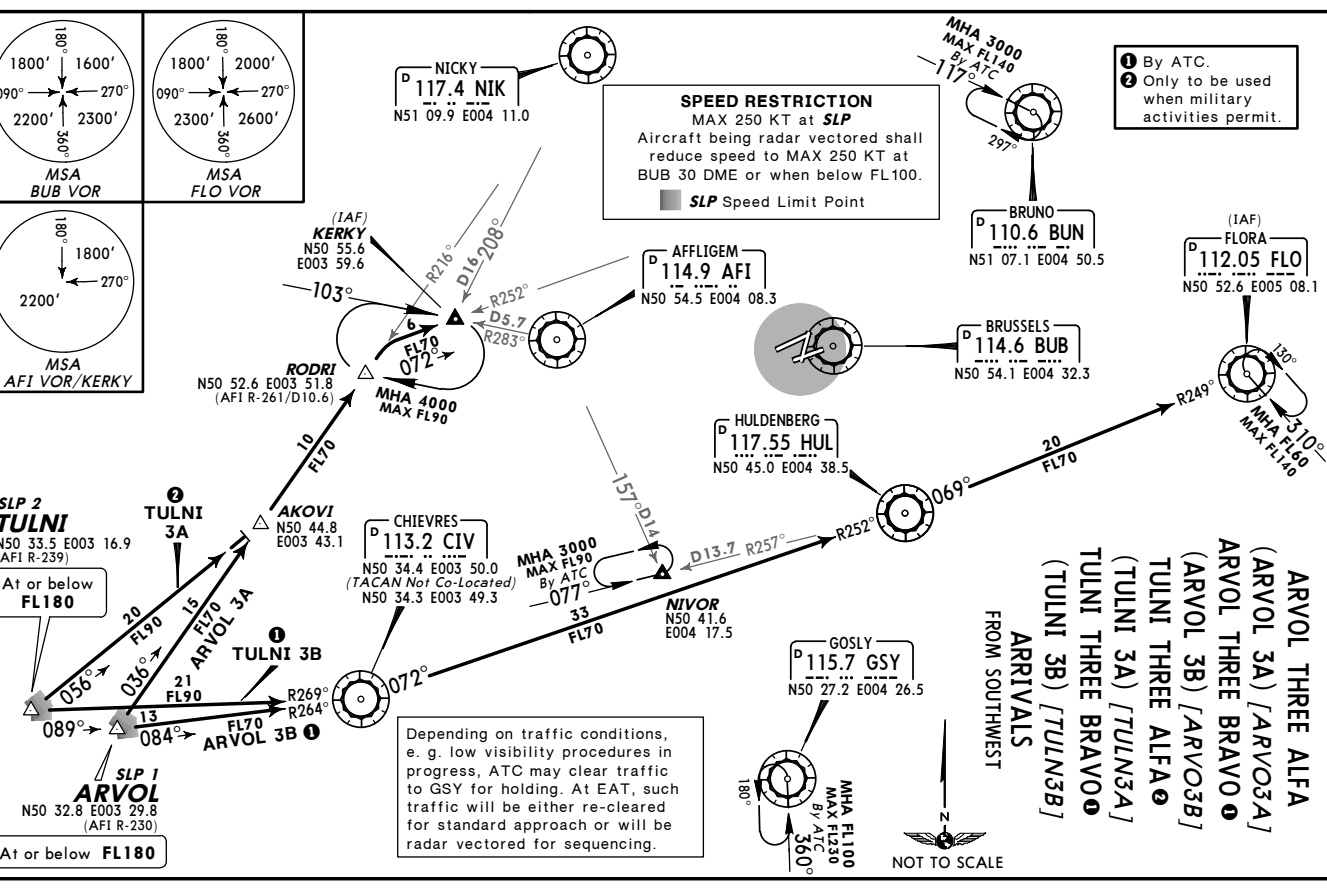 180°
1800' 1600'
090° 270°
2200' 2300'
360°
MSA
BUB VOR
180°
1800' 2000'
090° 270°
2300' 2600'
360°
MSA
FLO VOR
180°
1800'
270°
2200'
MSA
AFI VOR/KERKY
NICKY
D 117.4 NIK
N51 09.9 E004 11.0
SPEED RESTRICTION
MAX 250 KT at SLP
Aircraft being radar vectored shall
reduce speed to MAX 250 KT at
BUB 30 DME or when below FL100.
SLP Speed Limit Point
MHA 3000
MAX FL140
By ATC
117°
297°
BRUNO
D 110.6 BUN
N51 07.1 E004 50.5
❶ By ATC.
❷ Only to be used
when military
activities permit.
(IAF)
FLORA
D 112.05 FLO
N50 52.6 E005 08.1
(IAF)
KERKY
N50 55.6
E003 59.6
R216°
D16 208°
R252°
D5.7
R283°
103°
6
FL70
072°
AFFLIGEM
D 114.9 AFI
N50 54.5 E004 08.3
BRUSSELS
D 114.6 BUB
N50 54.1 E004 32.3
RODRI
N50 52.6 E003 51.8
(AFI R-261/D10.6)
MHA 4000
MAX FL90
10
FL70
HULDENBERG
D 117.55 HUL
N50 45.0 E004 38.5
130°
310°
MHA FL60
MAX FL140
R249°
20
FL70
069°
R252°
SLP 2
TULNI
N50 33.5 E003 16.9
(AFI R-239)
At or below
FL180
❷
TULNI
3A
AKOVI
N50 44.8
E003 43.1
CHIEVRES
D 113.2 CIV
N50 34.4 E003 50.0
(TACAN Not Co-Located)
N50 34.3 E003 49.3
157° D14
MHA 3000
MAX FL90
By ATC
077°
D13.7 R257°
NIVOR
N50 41.6
E004 17.5
33
FL70
072°
20
FL90
056°
15
FL70
ARVOL 3A
036°
❶
TULNI 3B
21
FL90
R269°
R264°
089°
13
FL70
084°
ARVOL 3B ❶
SLP 1
ARVOL
N50 32.8 E003 29.8
(AFI R-230)
At or below FL180
Depending on traffic conditions,
e. g. low visibility procedures in
progress, ATC may clear traffic
to GSY for holding. At EAT, such
traffic will be either re-cleared
for standard approach or will be
radar vectored for sequencing.
GOSLY
D 115.7 GSY
N50 27.2 E004 26.5
180°
360°
MHA FL100
MAX FL230
By ATC
N
NOT TO SCALE
ARVOL THREE ALFA
(ARVOL 3A) [ARVO3A]
ARVOL THREE BRAVO ❶
(ARVOL 3B) [ARVO3B]
TULNI THREE ALFA ❷
(TULNI 3A) [TULN3A]
TULNI THREE BRAVO ❶
(TULNI 3B) [TULN3B]
ARRIVALS
FROM SOUTHWEST